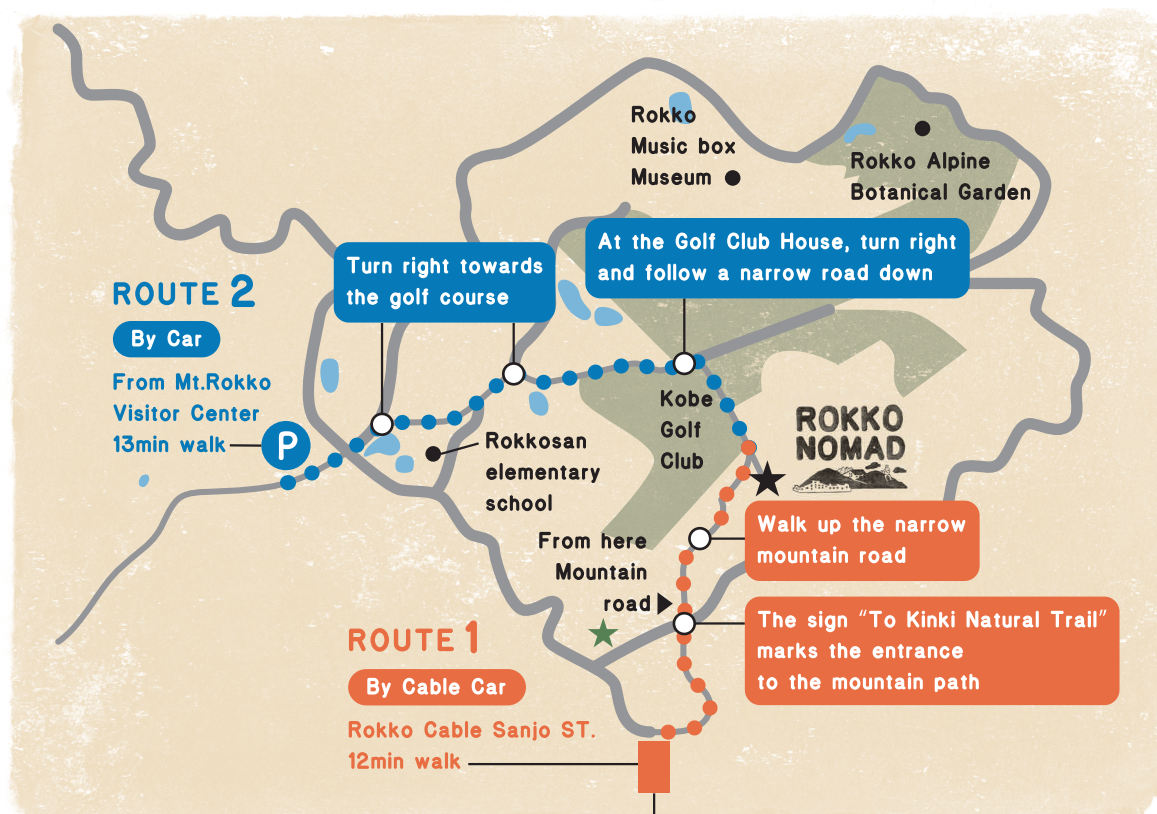 Rokko
Music box
Museum
Rokko Alpine
Botanical Garden
Turn right towards
the golf course
At the Golf Club House, turn right
and follow a narrow road down
ROUTE 2
By Car
From Mt.Rokko
Visitor Center
13min walk
P
Rokkosan
elementary
school
Kobe
Golf
Club
ROKKO
NOMAD
Walk up the narrow
mountain road
From here
Mountain
road
The sign “To Kinki Natural Trail”
marks the entrance
to the mountain path
ROUTE 1
By Cable Car
Rokko Cable Sanjo ST.
12min walk